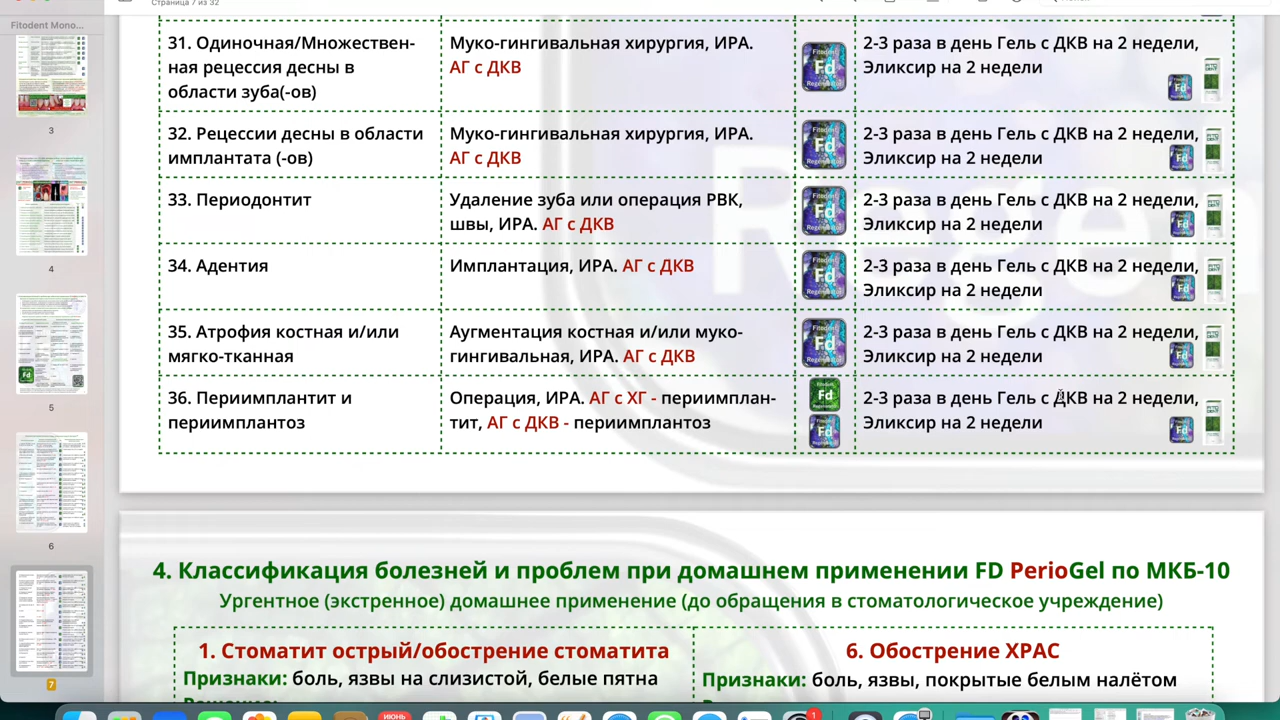 Страница 7 из 32
Fitodent Mono...
3
4
5
6
7
31.
Муко-гингивальная хирургия,
2-3 раза в день Гель с ДКВ на 2 недели,
рецессия десны в
АГ с ДКВ
Эликсир на 2 недели
области зуба(-ов)
32. Рецессии десны в области
Муко-гингивальная хирургия, ИРА.
2-3 раза в день Гель с ДКВ на 2 недели,
имплантата (-ов)
АГ с ДКВ
Эликсир на 2 недели
33. Периодонтит
Удаление зуба или операция РВХ,
2-3 раза в день Гель с ДКВ на 2 недели,
швы, ИРА. АГ с ДКВ
Эликсир на 2 недели
34. Адентия
Имплантация, ИРА. АГ с ДКВ
2-3 раза в день Гель с ДКВ на 2 недели,
Эликсир на 2 недели
35. костная и/или
костная и/или муко-
2-3 раза в день Гель с ДКВ на 2 недели,
мягко-тканная
гингивальная, ИРА. АГ с ДКВ
Эликсир на 2 недели
36. Периимплантит и
Операция, ИРА. АГ с ХГ - периимплан-
2-3 раза в день Гель с ДКВ на 2 недели,
периимплантоз
тит, АГ с ДКВ - периимплантоз
Эликсир на 2 недели
Fd
4. Классификация болезней и проблем при домашнем применении FD PerioGel по МКБ-10
(экстренное) применение (до обращения в стоматологическое учреждение)
1. Стоматит острый/обострение стоматита
6. Обострение ХРАС
Признаки: боль, язвы на слизистой, белые пятна
Признаки: боль, язвы, покрытые белым налётом
ИЮНЬ
1